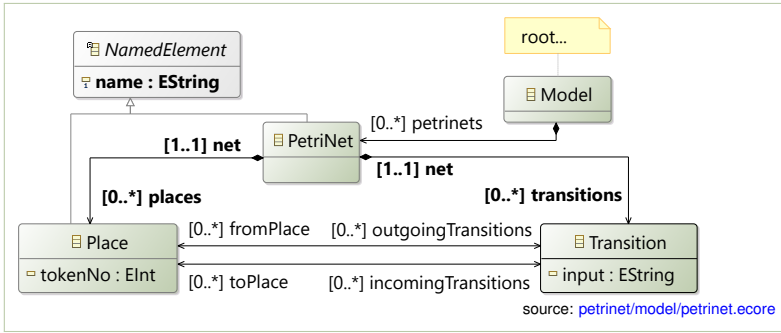 NamedElement
name : EString
root...
Model
[0..*] petrinets
PetriNet
[1..1] net
[1..1] net
[0..*] places
[0..*] transitions
Place
tokenNo : EInt
[0..*] fromPlace
[0..*] outgoingTransitions
[0..*] toPlace
[0..*] incomingTransitions
Transition
input : EString
source: petrinet/model/petrinet.ecore